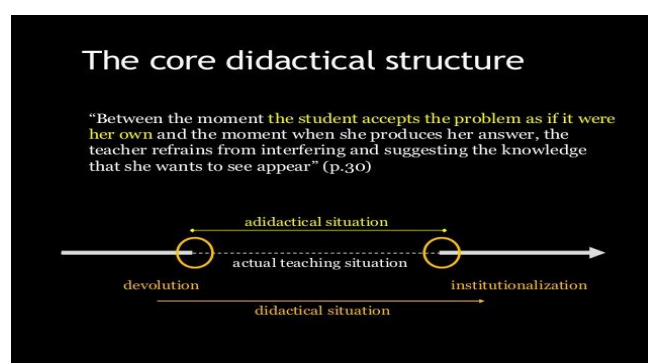 The core didactical structure
“Between the moment the student accepts the problem as if it were
her own and the moment when she produces her answer, the
teacher refrains from interfering and suggesting the knowledge
that she wants to see appear” (p.30)
adidactical situation
actual teaching situation
devolution
institutionalization
didactical situation